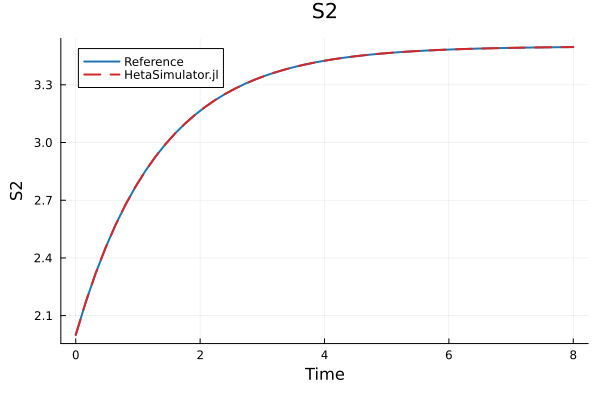 S2
Reference
HetaSimulator.jl
3.3
3.0
2.7
2.4
2.1
S2
0 2 4 6 8
Time